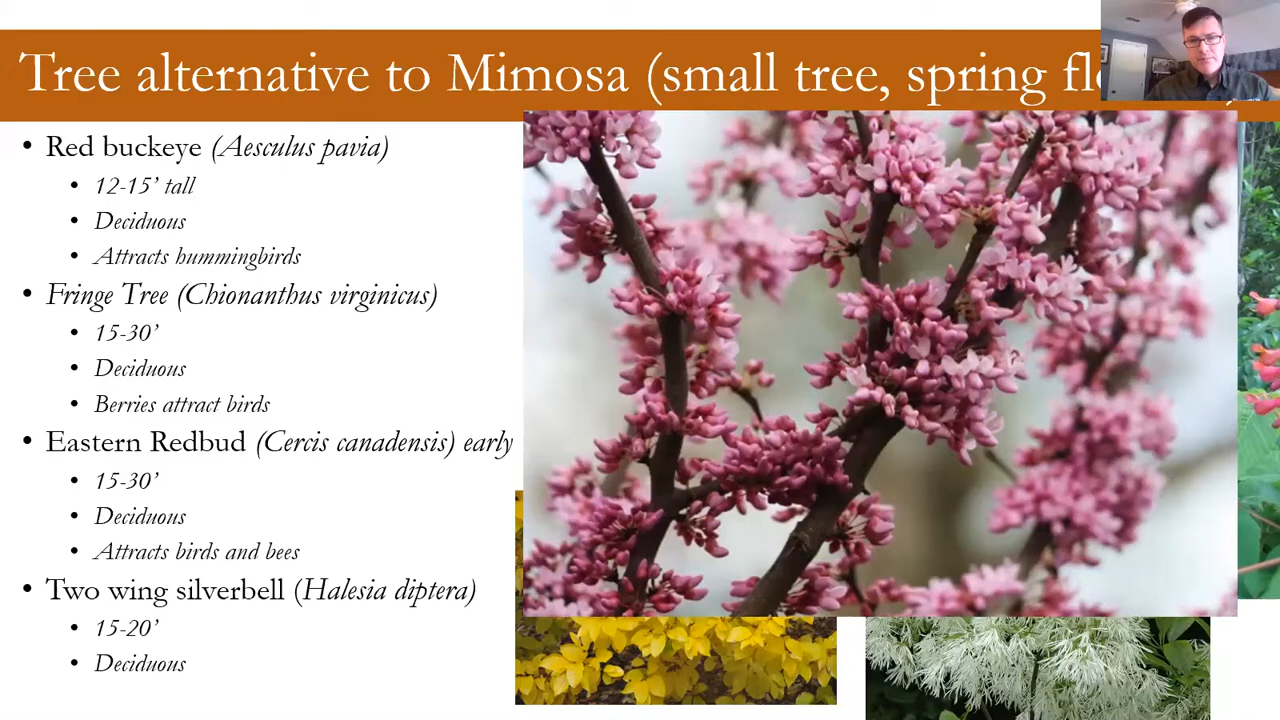 Tree alternative to Mimosa (small tree, spring
• Red buckeye (Aesculus pavia)
• 12-15’ tall
• Deciduous
• Attracts hummingbirds
• Fringe Tree (Chionanthus virginicus)
• 15-30’
• Deciduous
• Berries attract birds
• Eastern Redbud (Cercis canadensis) early
• 15-30’
• Deciduous
• Attracts birds and bees
• Two wing silverbell (Halesia diptera)
• 15-20’
• Deciduous